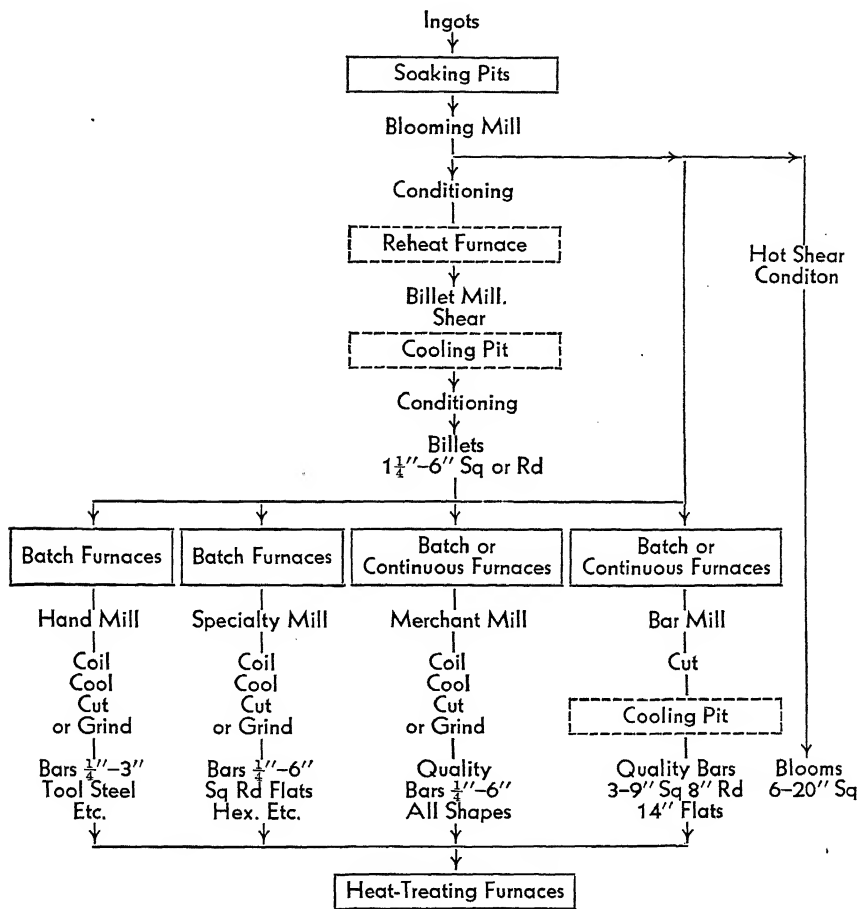 Ingots
Soaking Pits
Blooming Mill
Conditioning
Reheat Furnace
Hot Shear
Conditon
Billet Mill.
Shear
Cooling Pit
Conditioning
Billets
1¼″–6″ Sq or Rd
Batch Furnaces
Batch Furnaces
Batch or
Continuous Furnaces
Batch or
Continuous Furnaces
Hand Mill
Coil
Cool
Cut
or Grind
Bars ¼″–3″
Tool Steel
Etc.
Specialty Mill
Coil
Cool
Cut
or Grind
Bars ¼″–6″
Sq Rd Flats
Hex. Etc.
Merchant Mill
Coil
Cool
Cut
or Grind
Quality
Bars ¼″–6″
All Shapes
Bar Mill
Cut
Cooling Pit
Quality Bars
3–9″ Sq 8″ Rd
14″ Flats
Blooms
6–20″ Sq
Heat-Treating Furnaces